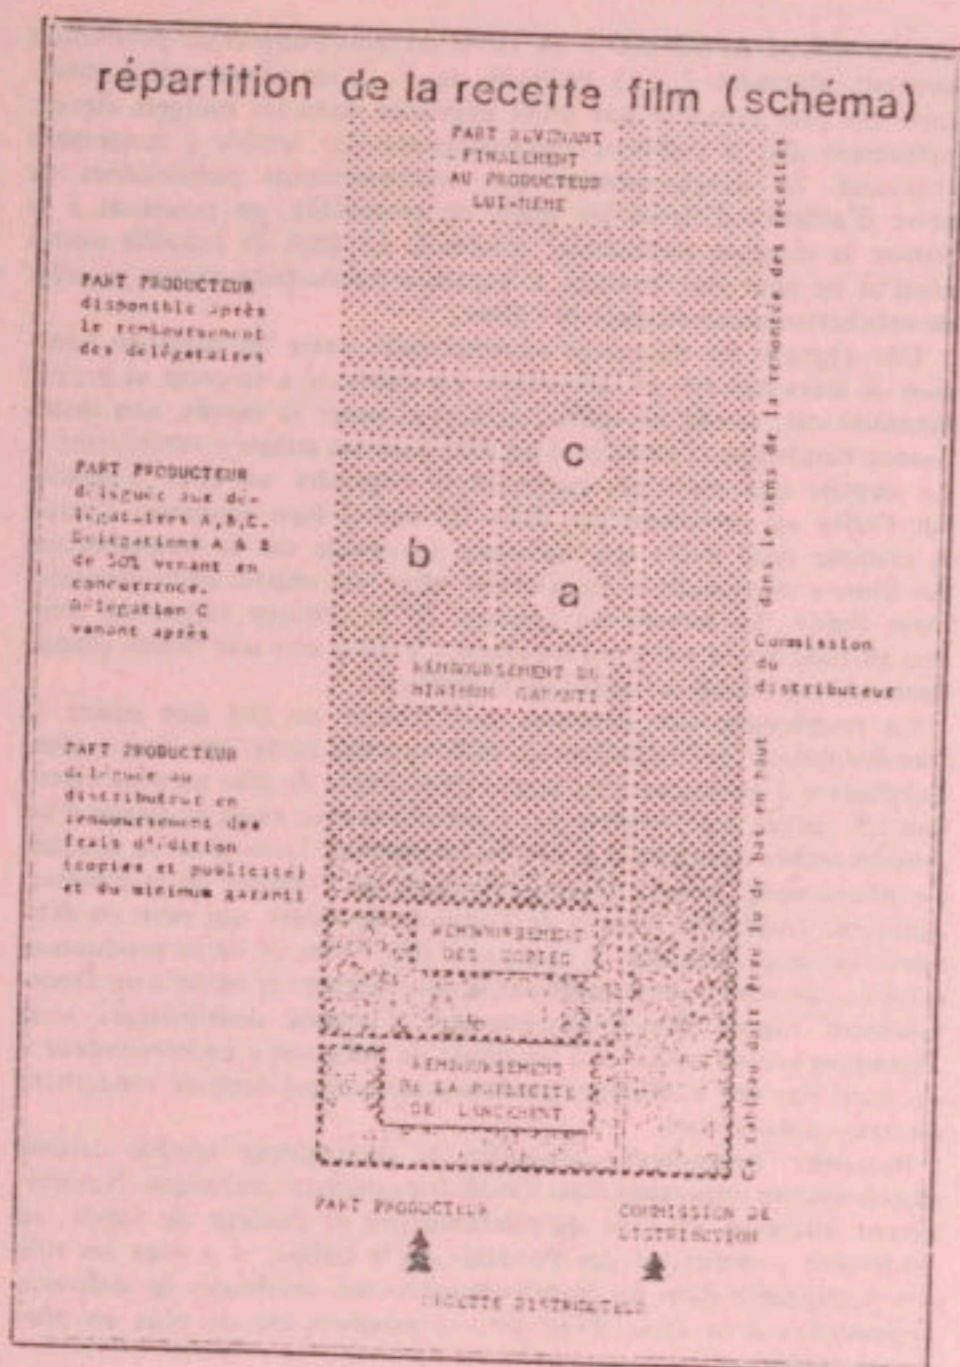 répartition de la recette film (schéma)
PART REVENANT
FINALEMENT
AU PRODUCTEUR
LUI-MEME
PART PRODUCTEUR
disponible après
le remboursement
des délégataires
PART PRODUCTEUR
déléguée aux dé-
légataires A,B,C.
Délégations A & B
de 50% venant en
concurrence.
Délégation C
venant après
c
b
a
REMBOURSEMENT DU
MINIMUM GARANTI
Commission
du
distributeur
PART PRODUCTEUR
déléguée au
distributeur en
remboursement des
frais d'édition
(copies et publicité)
et du minimum garanti
REMBOURSEMENT
DES COPIES
REMBOURSEMENT
DE LA PUBLICITE
DE LANCEMENT
Ce tableau doit être lu de bas en haut dans le sens de la remontée des recettes
PART PRODUCTEUR
COMMISSION DE
DISTRIBUTION
RECETTE DISTRIBUTEUR